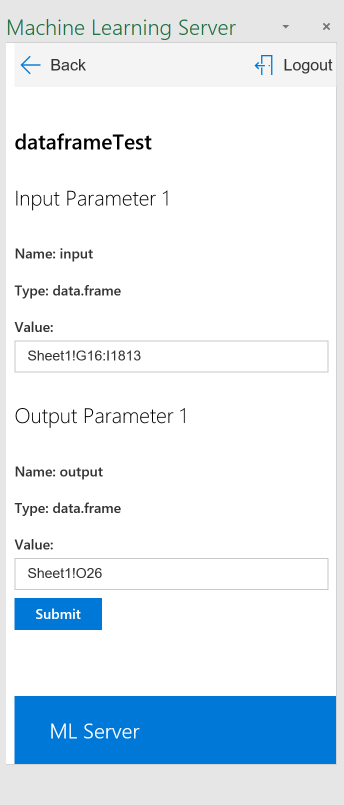 Machine Learning Server
Back
Logout
dataframeTest
Input Parameter 1
Name: input
Type: data.frame
Value:
Sheet1!G16:I1813
Output Parameter 1
Name: output
Type: data.frame
Value:
Sheet1!O26
Submit
ML Server